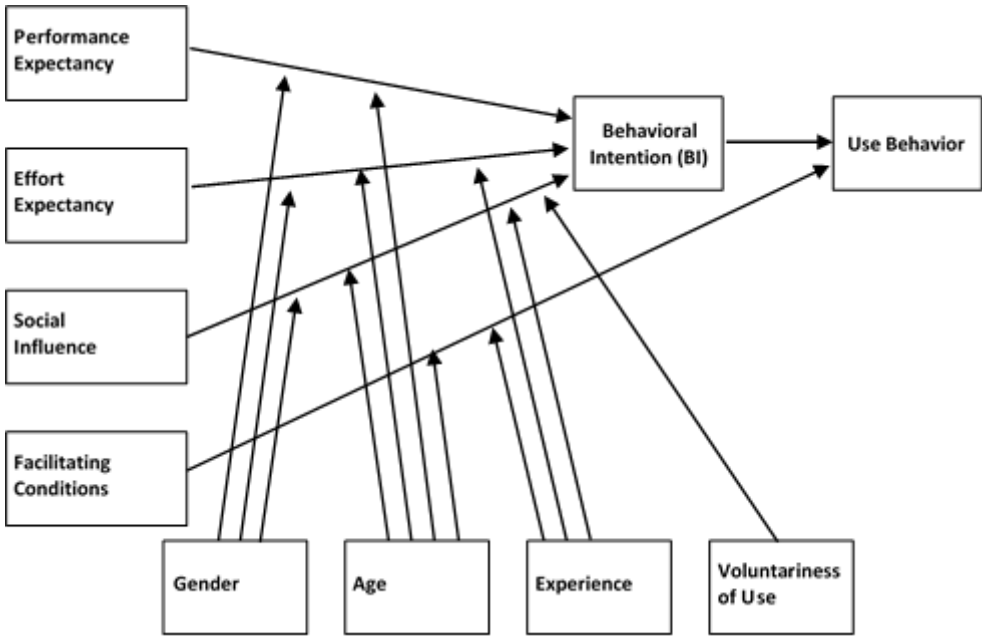 Performance
Expectancy
Behavioral
Intention (BI)
Use Behavior
Effort
Expectancy
Social
Influence
Facilitating
Conditions
Gender
Age
Experience
Voluntariness
of Use